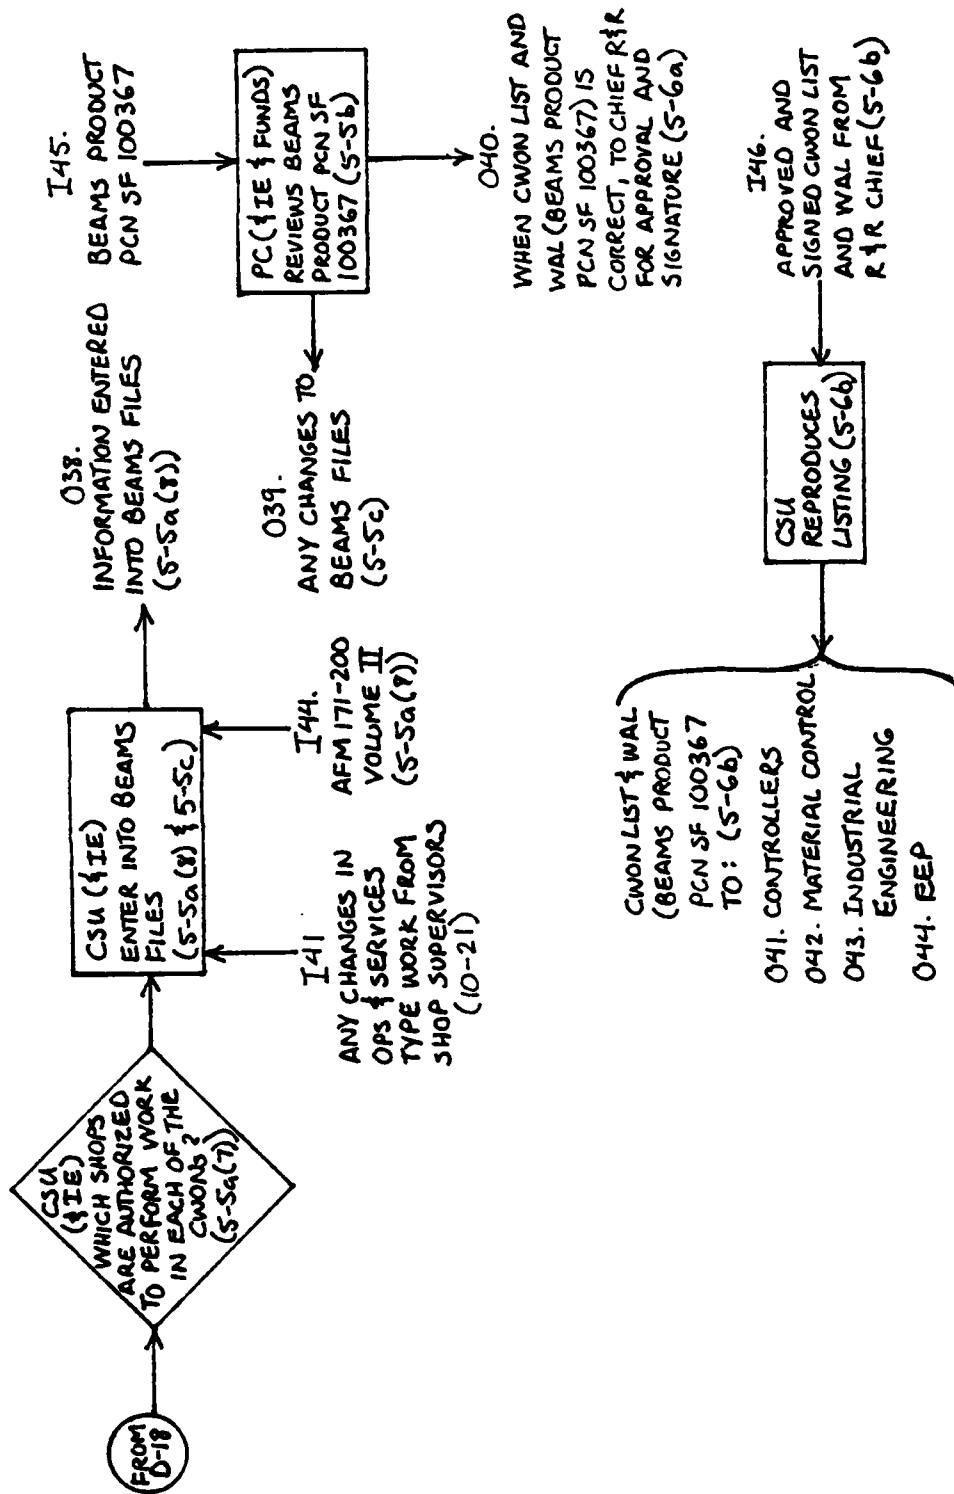 FROM
D-18
CSU
(&IE)
WHICH SHOPS
ARE AUTHORIZED
TO PERFORM WORK
IN EACH OF THE
CWONS?
(5-5a(7))
CSU (&IE)
ENTER INTO BEAMS
FILES
(5-5a(8) & 5-5c)
I41
ANY CHANGES IN
OPS & SERVICES
TYPE WORK FROM
SHOP SUPERVISORS
(10-21)
I44.
AFM 171-200
VOLUME II
(5-5a(8))
O38.
INFORMATION ENTERED
INTO BEAMS FILES
(5-5a(8))
I45.
BEAMS PRODUCT
PCN SF 100367
PC (& IE & FUNDS)
REVIEWS BEAMS
PRODUCT PCN SF
100367 (5-5b)
O39.
ANY CHANGES TO
BEAMS FILES
(5-5c)
O40.
WHEN CWON LIST AND
WAL (BEAMS PRODUCT
PCN SF 100367) IS
CORRECT, TO CHIEF R&R
FOR APPROVAL AND
SIGNATURE (5-6a)
I46.
APPROVED AND
SIGNED CWON LIST
AND WAL FROM
R&R CHIEF (5-6b)
CSU
REPRODUCES
LISTING (5-6b)
CWON LIST & WAL
(BEAMS PRODUCT
PCN SF 100367
TO: (5-6b)
O41. CONTROLLERS
O42. MATERIAL CONTROL
O43. INDUSTRIAL
ENGINEERING
O44. EEP